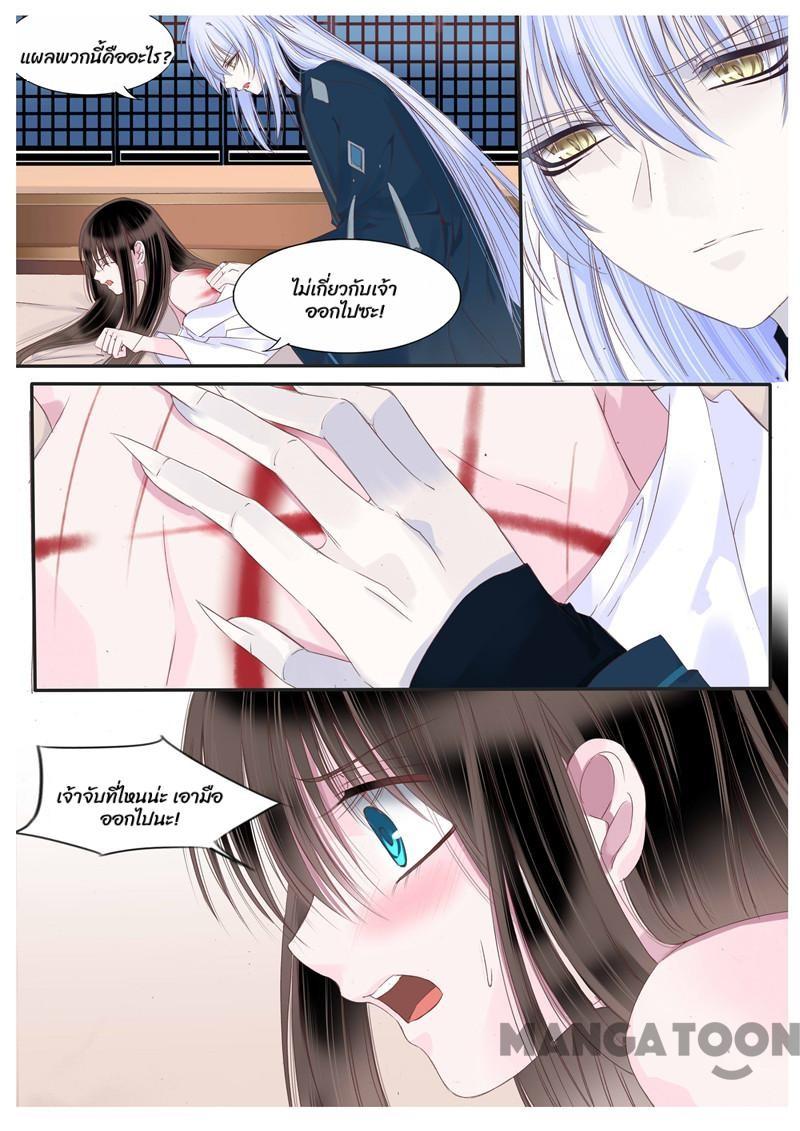 แผลพวกนี้คืออะไร?
ไม่เกี่ยวกับเจ้า
ออกไปซะ!
เจ้าจับที่ไหนน่ะ เอามือ
ออกไปนะ!
MANGATOON